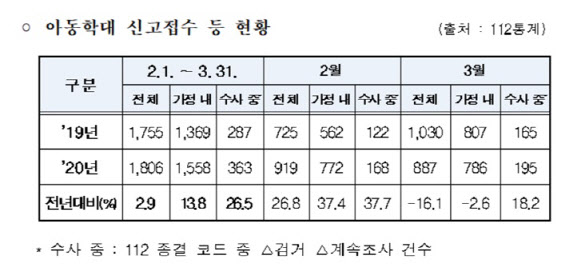 ○ 아동학대 신고접수 등 현황 (출처 : 112통계)
구분 2.1. ~ 3.31. 2월 3월
전체 가정 내 수사 중 전체 가정 내 수사 중 전체 가정 내 수사 중
'19년 1,755 1,369 287 725 562 122 1,030 807 165
'20년 1,806 1,558 363 919 772 168 887 786 195
전년대비(%) 2.9 13.8 26.5 26.8 37.4 37.7 -16.1 -2.6 18.2
* 수사 중 : 112 종결 코드 중 △검거 △계속조사 건수